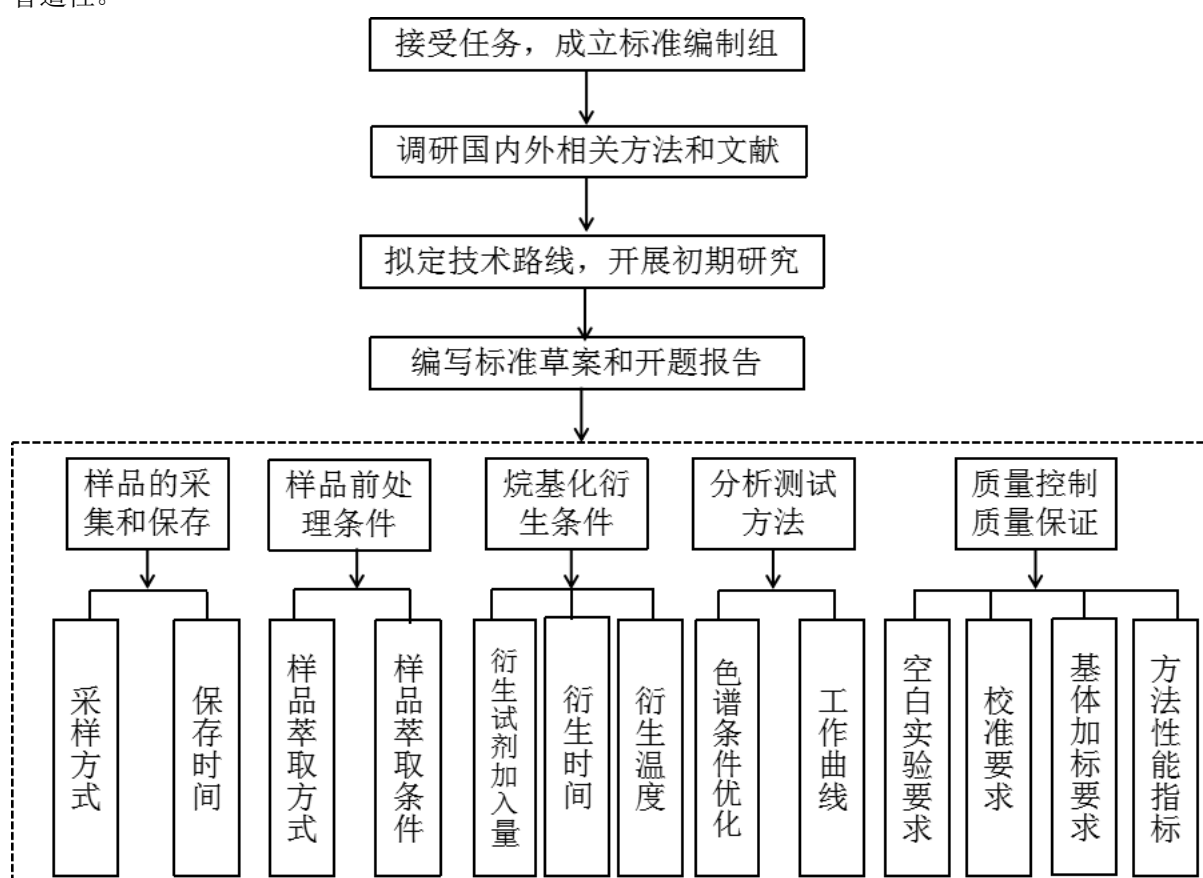 接受任务，成立标准编制组
调研国内外相关方法和文献
拟定技术路线，开展初期研究
编写标准草案和开题报告
样品的采
集和保存
样品前处
理条件
烷基化衍
生条件
分析测试
方法
质量控制
质量保证
采样方式
保存时间
样品萃取方式
样品萃取条件
衍生试剂加入量
衍生时间
衍生温度
色谱条件优化
工作曲线
空白实验要求
校准要求
基体加标要求
方法性能指标